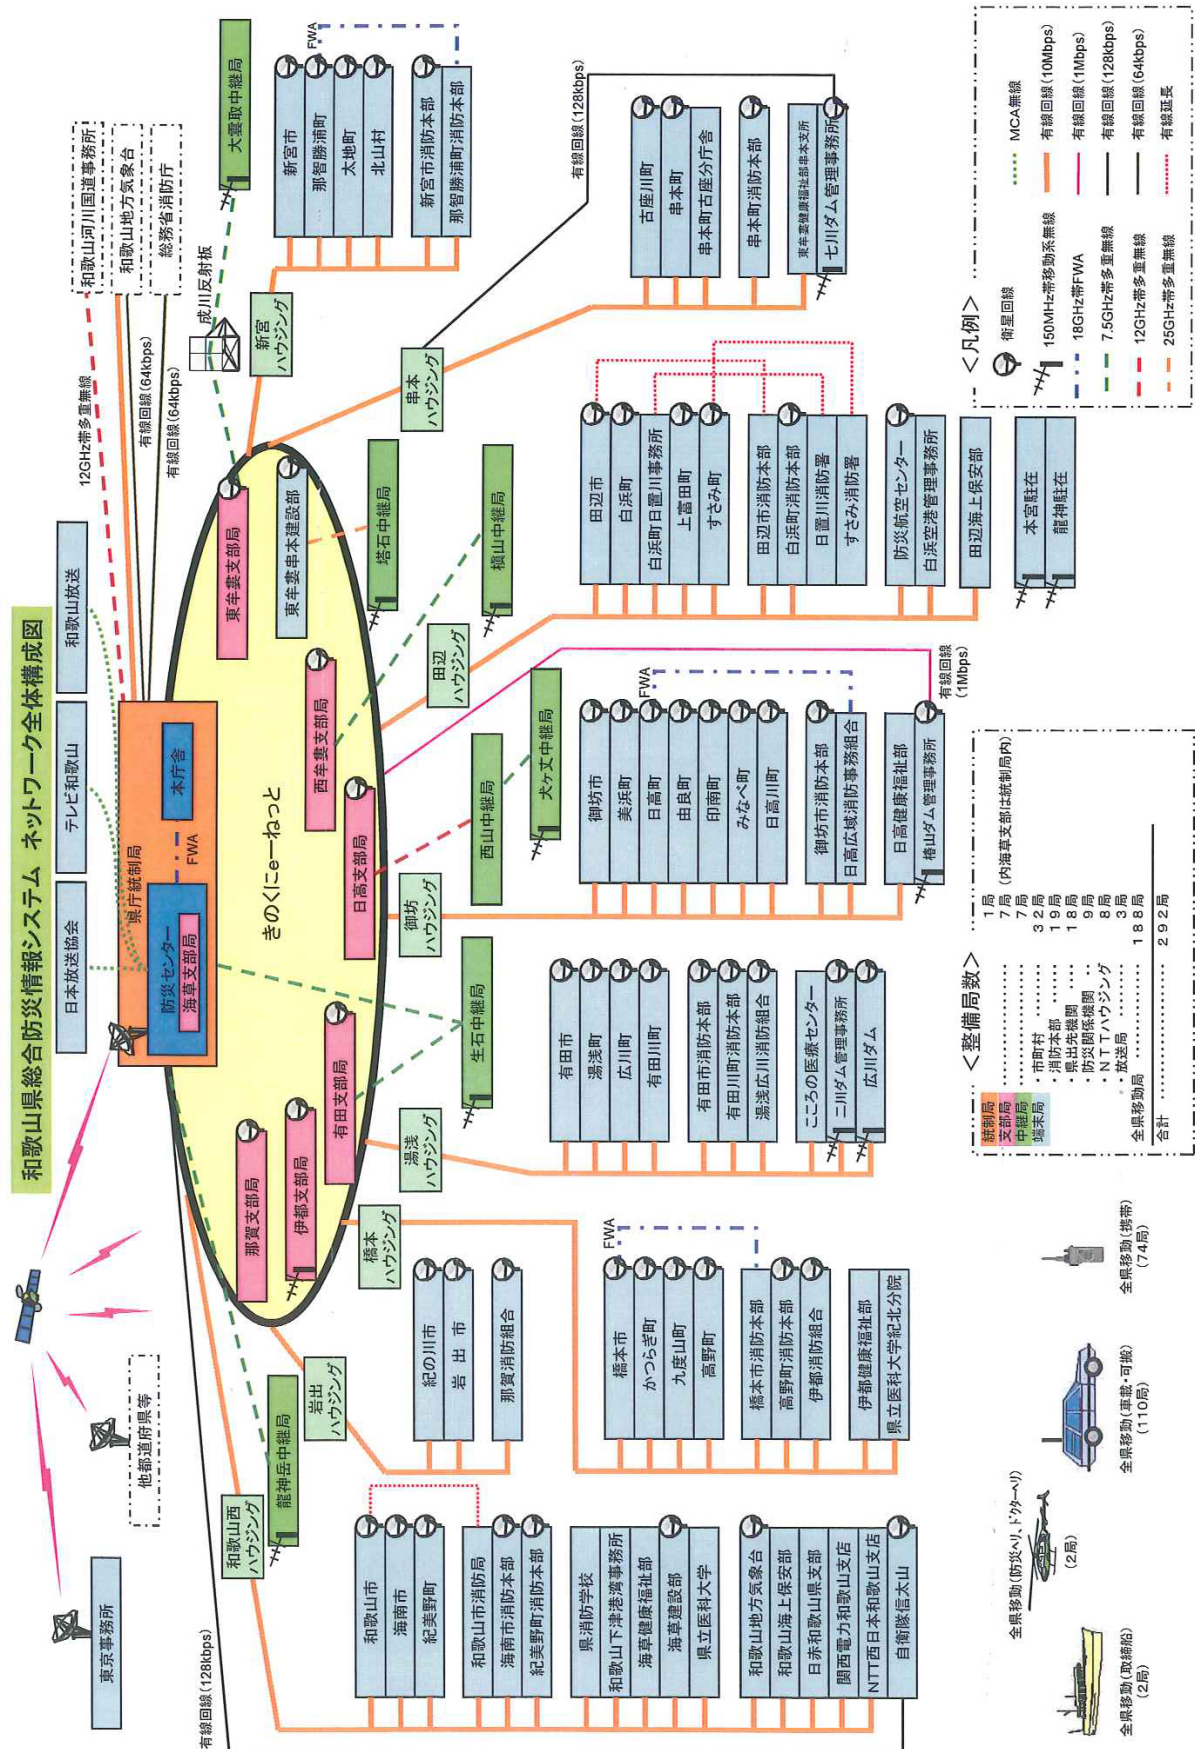 和歌山県総合防災情報システム ネットワーク全体構成図
東京事務所
他都道府県等
日本放送協会
テレビ和歌山
和歌山放送
県庁統制局
防災センター
海草支部局
FWA
本庁舎
12GHz帯多重無線
有線回線(64kbps)
有線回線(64kbps)
和歌山河川国道事務所
和歌山地方気象台
総務省消防庁
有線回線(128kbps)
きのくにe-ねっと
那賀支部局
伊都支部局
有田支部局
日高支部局
西牟婁支部局
東牟婁支部局
東牟婁串本建設部
成川反射板
大雲取中継局
龍神岳中継局
生石中継局
西山中継局
犬ケ丈中継局
槇山中継局
塔石中継局
和歌山西
ハウジング
岩出
ハウジング
橋本
ハウジング
湯浅
ハウジング
御坊
ハウジング
田辺
ハウジング
串本
ハウジング
新宮
ハウジング
和歌山市
海南市
紀美野町
和歌山市消防局
海南市消防本部
紀美野町消防本部
県消防学校
和歌山下津港湾事務所
海草健康福祉部
海草建設部
県立医科大学
和歌山地方気象台
和歌山海上保安部
日赤和歌山県支部
関西電力和歌山支店
NTT西日本和歌山支店
自衛隊信太山
紀の川市
岩出市
那賀消防組合
FWA
橋本市
かつらぎ町
九度山町
高野町
橋本市消防本部
高野町消防本部
伊都消防組合
伊都健康福祉部
県立医科大学紀北分院
有田市
湯浅町
広川町
有田川町
有田市消防本部
有田川町消防本部
湯浅広川消防組合
こころの医療センター
二川ダム管理事務所
広川ダム
御坊市
美浜町
日高町
由良町
印南町
みなべ町
日高川町
FWA
御坊市消防本部
日高広域消防事務組合
日高健康福祉部
椿山ダム管理事務所
有線回線
(1Mbps)
田辺市
白浜町
白浜町日置川事務所
上富田町
すさみ町
田辺市消防本部
白浜町消防本部
日置川消防署
すさみ消防署
防災航空センター
白浜空港管理事務所
田辺海上保安部
本宮駐在
龍神駐在
古座川町
串本町
串本町古座分庁舎
串本町消防本部
東牟婁健康福祉部串本支所
七川ダム管理事務所
有線回線(128kbps)
新宮市
那智勝浦町
太地町
北山村
FWA
新宮市消防本部
那智勝浦町消防本部
全県移動(取締船)
(2局)
全県移動(防災ヘリ、ドクターヘリ)
(2局)
全県移動(車載・可搬)
(110局)
全県移動(携帯)
(74局)
＜整備局数＞
統制局 ………… 1局
支部局 ………… 7局 (内海草支部は統制局内)
中継局 ………… 7局
端末局
・市町村 ……… 32局
・消防本部 …… 19局
・県出先機関 … 18局
・防災関係機関 … 9局
・NTTハウジング 8局
・放送局 ……… 3局
全県移動局 ………… 188局
合計 ………… 292局
＜凡例＞
衛星回線
150MHz帯移動系無線
18GHz帯FWA
7.5GHz帯多重無線
12GHz帯多重無線
25GHz帯多重無線
MCA無線
有線回線(10Mbps)
有線回線(1Mbps)
有線回線(128kbps)
有線回線(64kbps)
有線延長